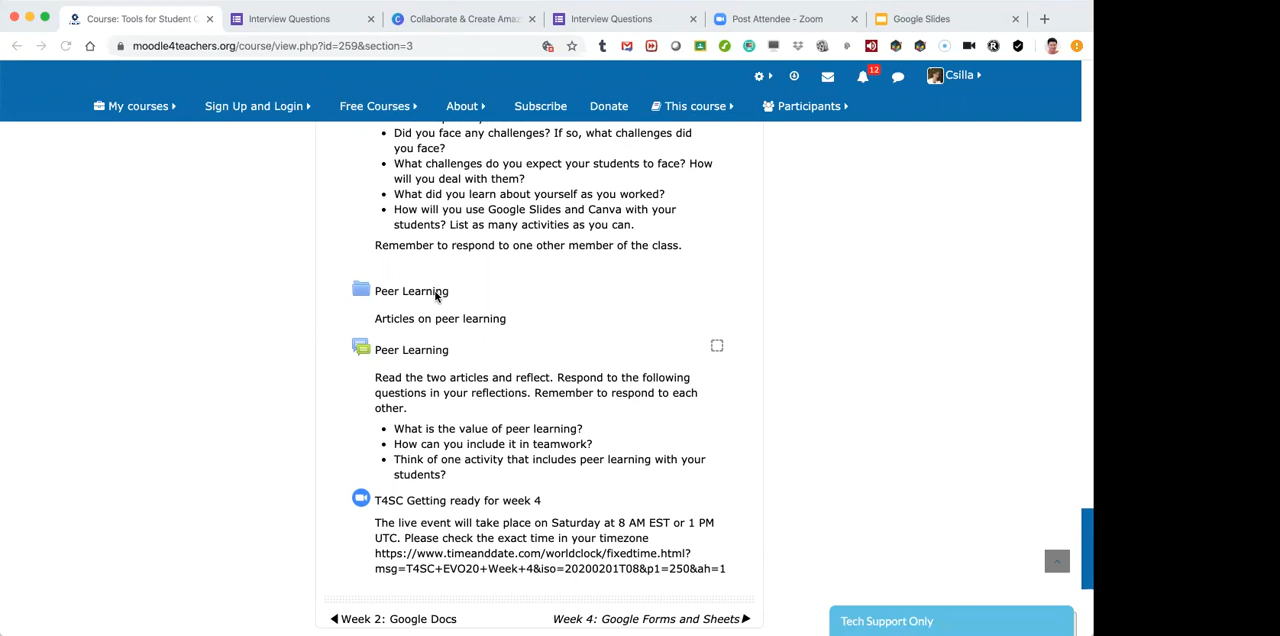 Course: Tools for Student C
Interview Questions
Collaborate & Create Ama
Interview Questions
Post Attendee - Zoom
Google Slides
moodle4teachers.org/course/view.php?id=259&section=3
12
Csilla
My courses
Sign Up and Login
Free Courses
About
Subscribe
Donate
This course
Participants
• Did you face any challenges? If so, what challenges did
you face?
• What challenges do you expect your students to face? How
will you deal with them?
• What did you learn about yourself as you worked?
• How will you use Google Slides and Canva with your
students? List as many activities as you can.
Remember to respond to one other member of the class.
Peer Learning
Articles on peer learning
Peer Learning
Read the two articles and reflect. Respond to the following
questions in your reflections. Remember to respond to each
other.
• What is the value of peer learning?
• How can you include it in teamwork?
• Think of one activity that includes peer learning with your
students?
T4SC Getting ready for week 4
The live event will take place on Saturday at 8 AM EST or 1 PM
UTC. Please check the exact time in your timezone
https://www.timeanddate.com/worldclock/fixedtime.html?
msg=T4SC+EVO20+Week+4&iso=20200201T08&p1=250&ah=1
Week 2: Google Docs
Week 4: Google Forms and Sheets
Tech Support Only